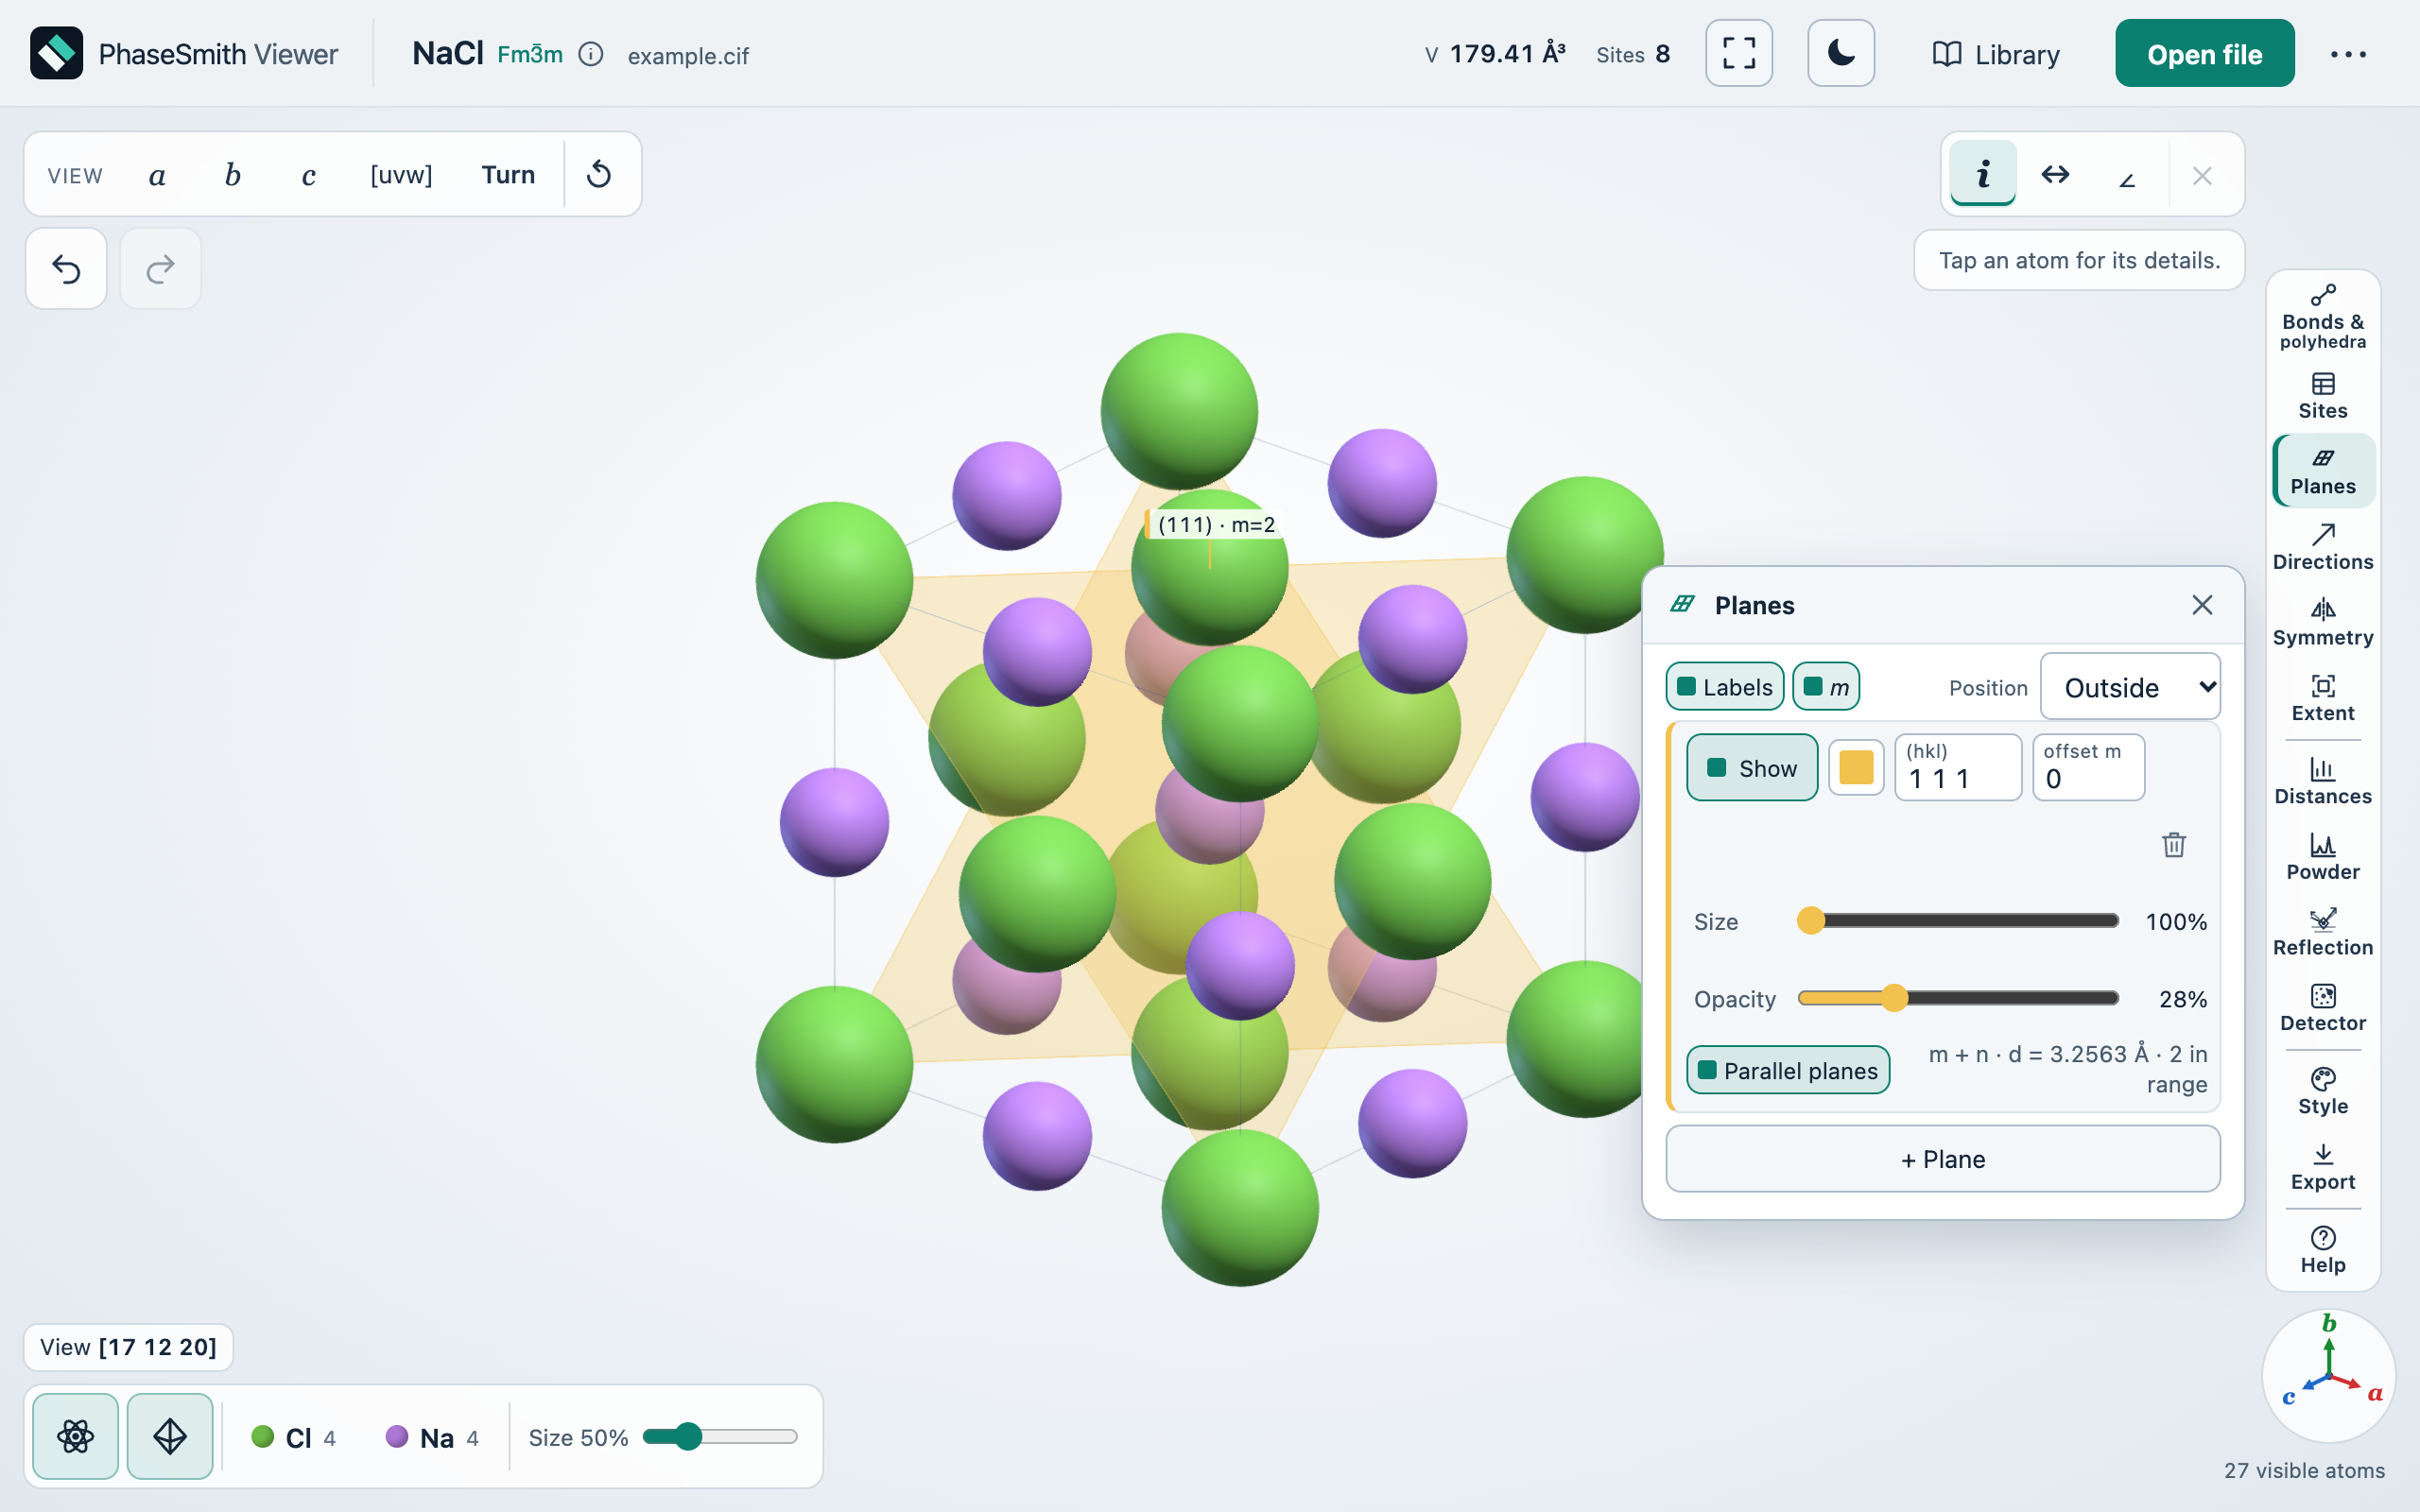 PhaseSmith Viewer
NaCl Fm3̄m i example.cif
V 179.41 Å³ Sites 8
Library
Open file
VIEW a b c [uvw] Turn
i
Tap an atom for its details.
Bonds &
polyhedra
Sites
Planes
Directions
Symmetry
Extent
Distances
Powder
Reflection
Detector
Style
Export
Help
(111) · m=2
Planes
Labels m Position Outside
Show (hkl) 1 1 1 offset m 0
Size 100%
Opacity 28%
Parallel planes m + n · d = 3.2563 Å · 2 in
range
+ Plane
View [17 12 20]
Cl 4 Na 4 Size 50%
b
c a
27 visible atoms